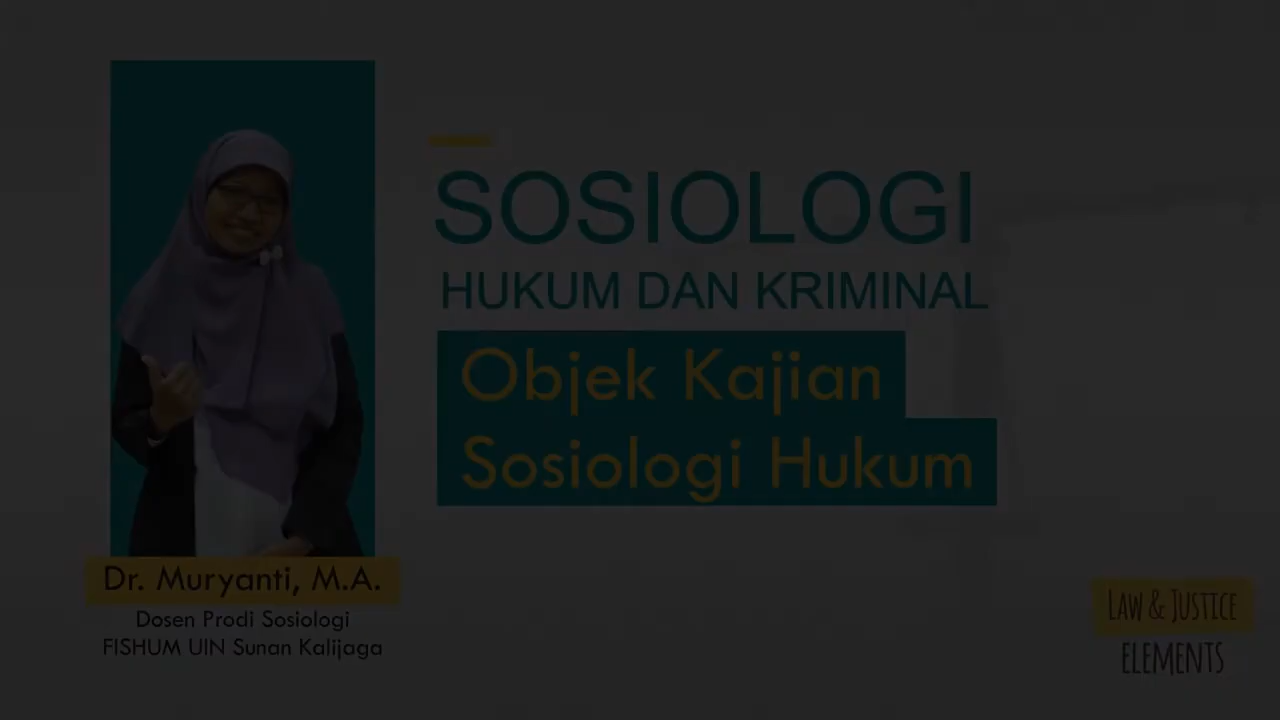 SOSIOLOGI
HUKUM DAN KRIMINAL
Objek Kajian
Sosiologi Hukum
Dr. Muryanti, M.A.
Dosen Prodi Sosiologi
FISHUM UIN Sunan Kalijaga
LAW & JUSTICE
ELEMENTS